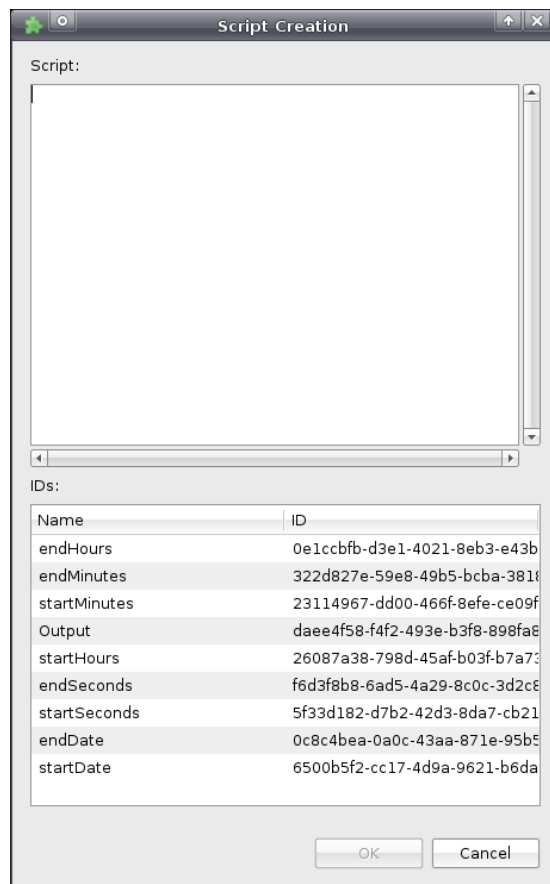 Script Creation
Script:
IDs:
Name ID
endHours 0e1ccbfb-d3e1-4021-8eb3-e43b
endMinutes 322d827e-59e8-49b5-bcba-3818
startMinutes 23114967-dd00-466f-8efe-ce09f
Output daee4f58-f4f2-493e-b3f8-898fa8
startHours 26087a38-798d-45af-b03f-b7a73
endSeconds f6d3f8b8-6ad5-4a29-8c0c-3d2c8
startSeconds 5f33d182-d7b2-42d3-8da7-cb21
endDate 0c8c4bea-0a0c-43aa-871e-95b5
startDate 6500b5f2-cc17-4d9a-9621-b6da
OK Cancel